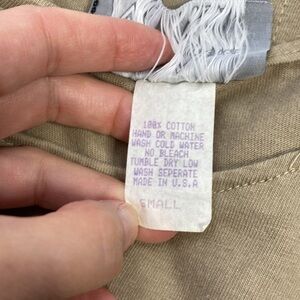 100% COTTON
HAND OR MACHINE
WASH COLD WATER
NO BLEACH
TUMBLE DRY LOW
WASH SEPERATE
MADE IN U.S.A
SMALL